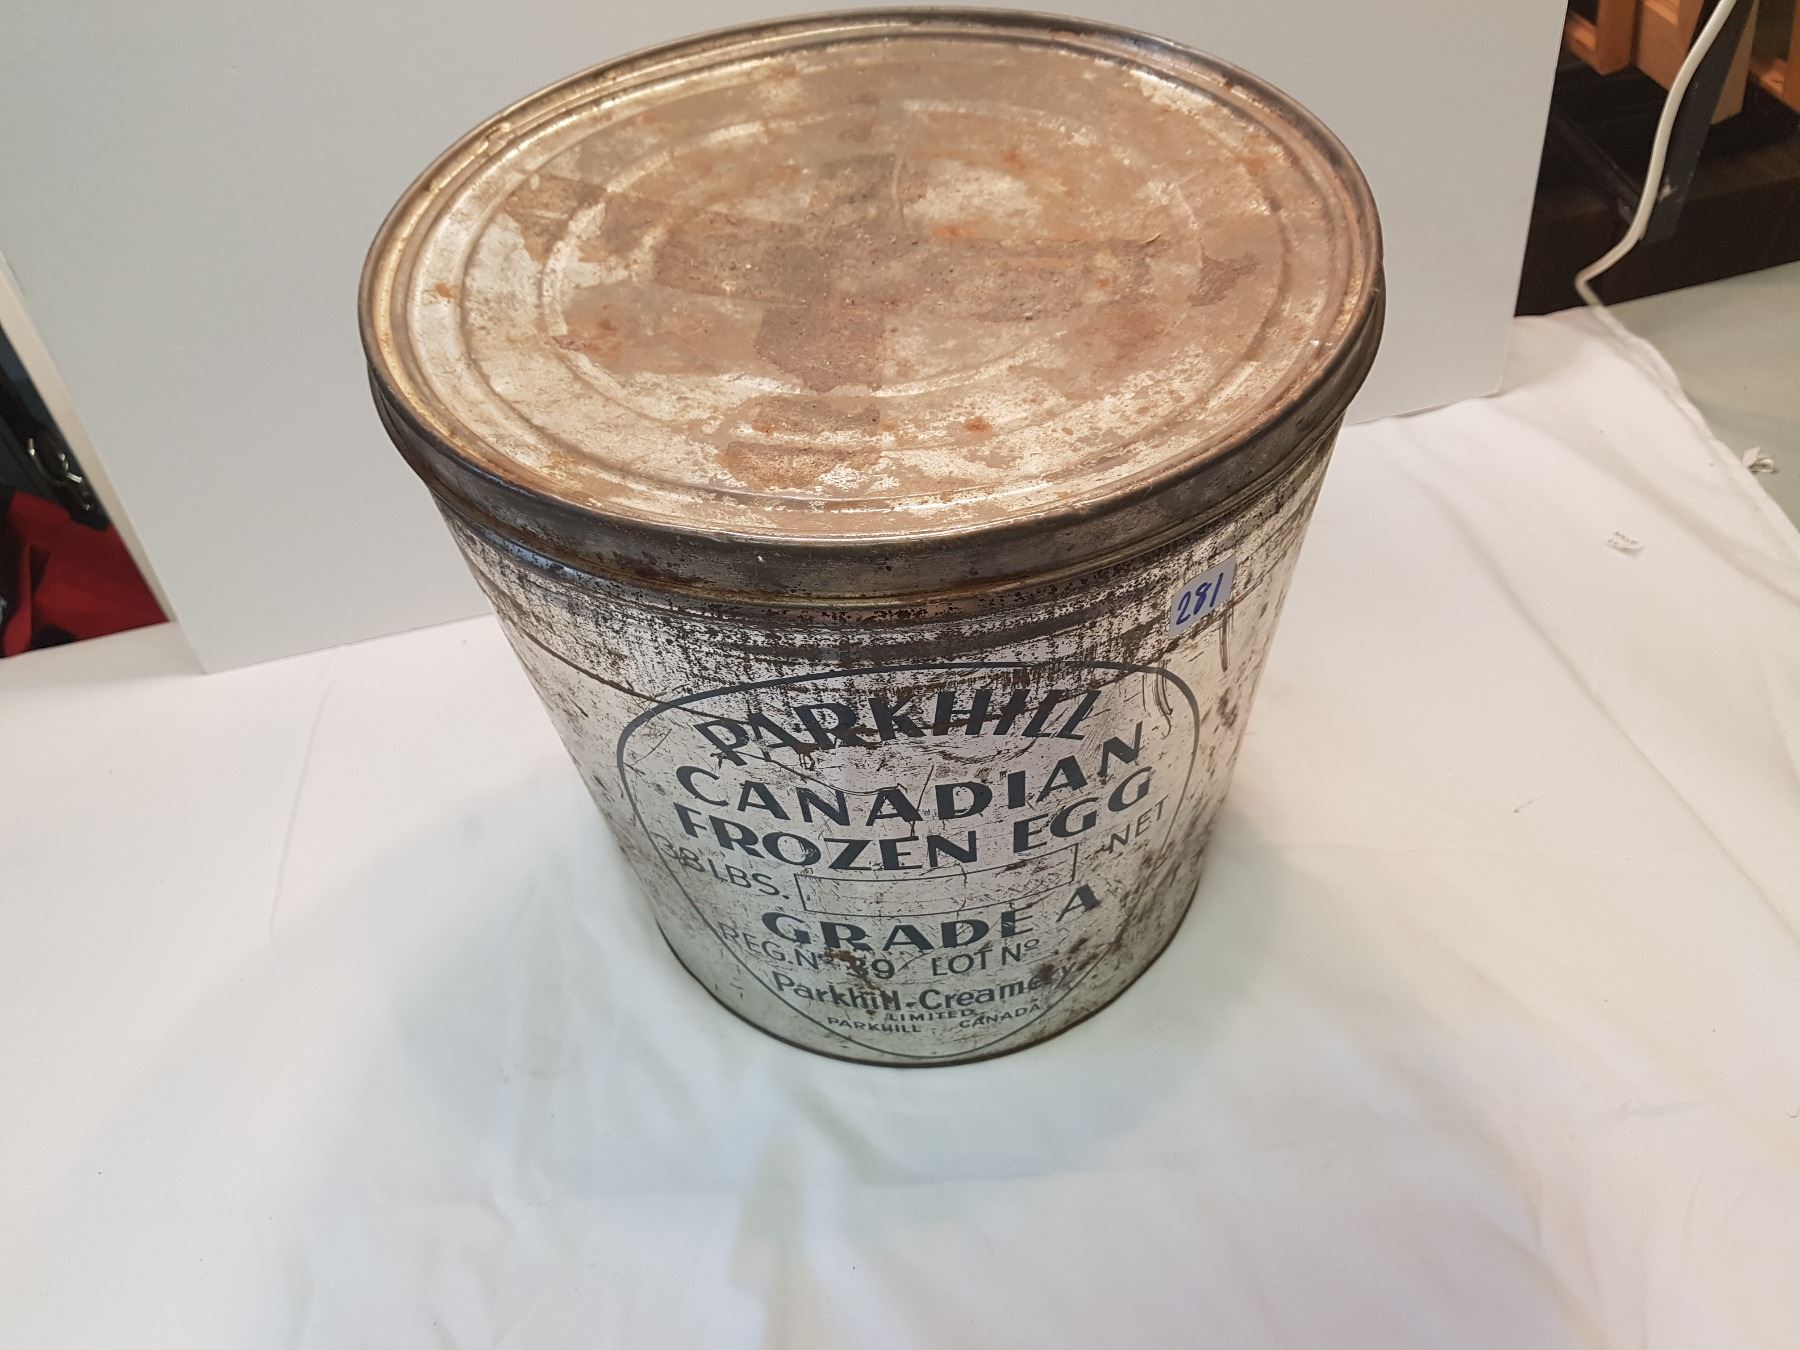 281
PARKHILL
CANADIAN
FROZEN EGG
38 LBS. NET
GRADE A
REG. Nº 39 LOT Nº
Parkhill Creamery
LIMITED
PARKHILL CANADA